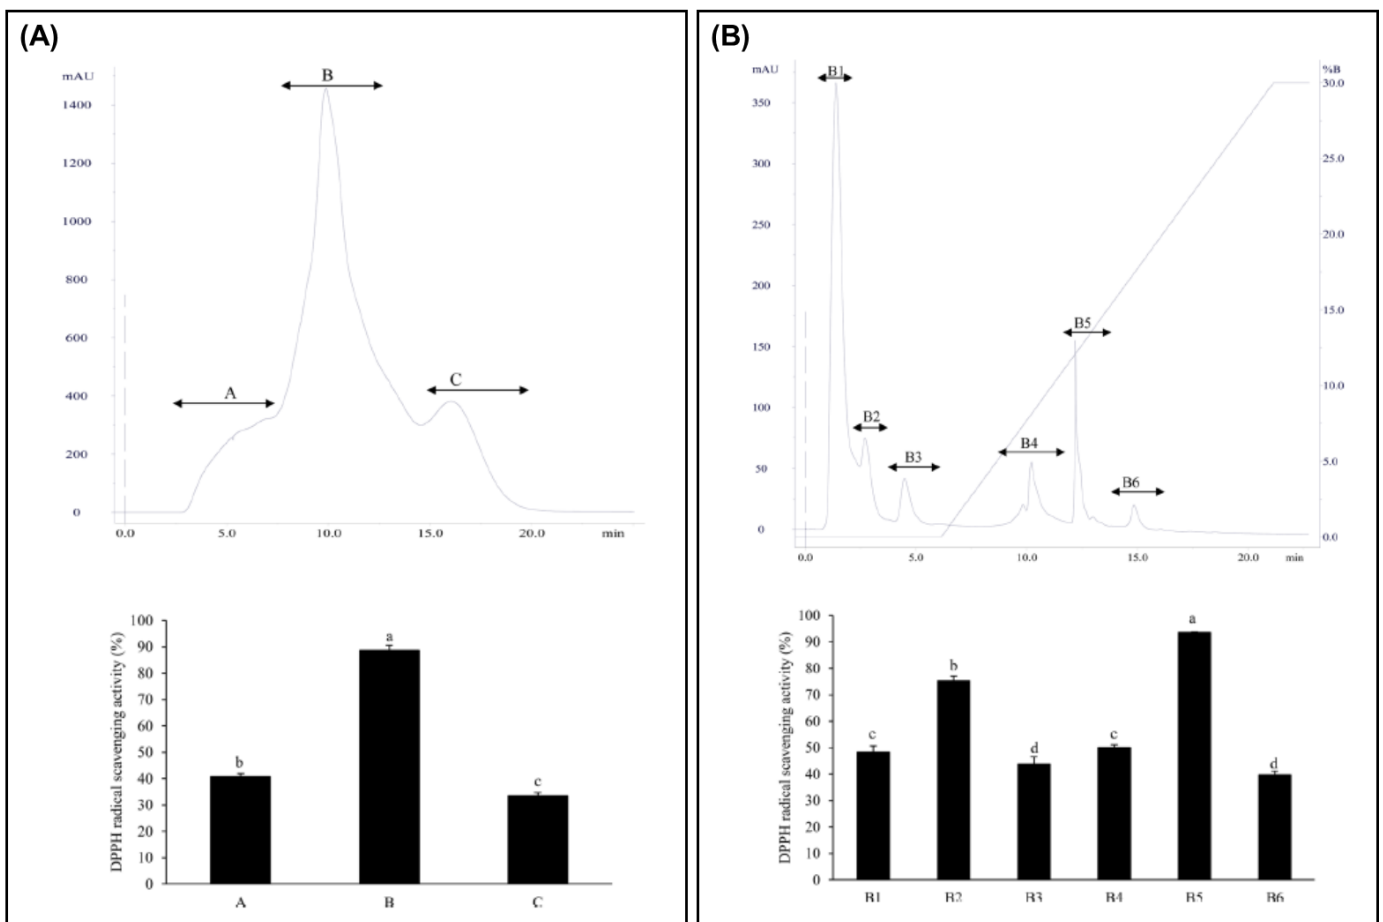 (A)
mAU
B
1400
1200
1000
800
600
A
C
400
200
0
0.0 5.0 10.0 15.0 20.0 min
DPPH radical scavenging activity (%)
100
90
80
70
60
50
40
30
20
10
0
b
a
c
A B C
(B)
mAU
B1
%B
350
300
250
200
150
100
50
0
30.0
25.0
20.0
15.0
10.0
5.0
0.0
B2
B3
B4
B5
B6
0.0 5.0 10.0 15.0 20.0 min
DPPH radical scavenging activity (%)
100
90
80
70
60
50
40
30
20
10
0
c
b
d
c
a
d
B1 B2 B3 B4 B5 B6